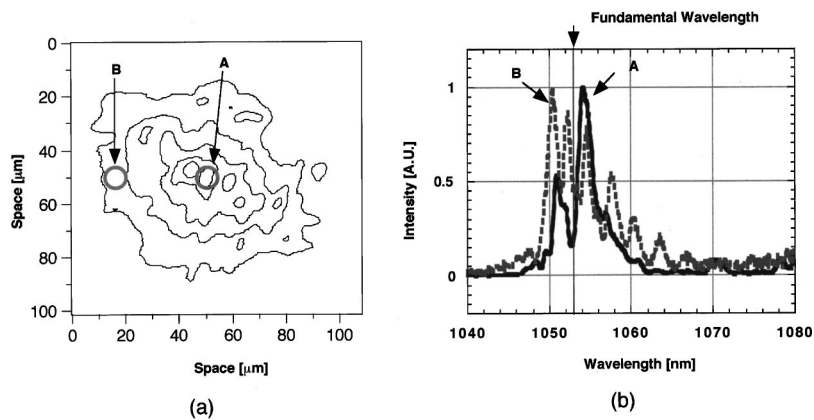 Fundamental Wavelength
0
20
40
60
80
100
Space [μm]
B
A
0
20
40
60
80
100
Space [μm]
(a)
1
0.5
0
Intensity [A.U.]
B
A
1040
1050
1060
1070
1080
Wavelength [nm]
(b)